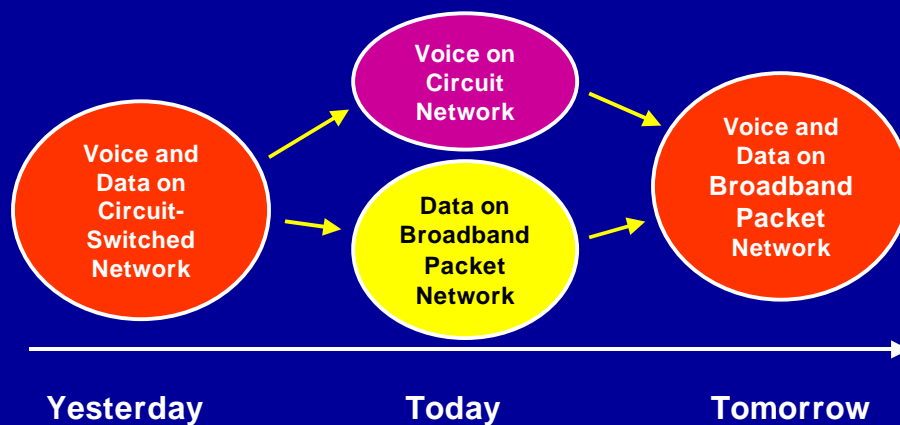 Voice and
Data on
Circuit-
Switched
Network
Voice on
Circuit
Network
Data on
Broadband
Packet
Network
Voice and
Data on
Broadband
Packet
Network
Yesterday
Today
Tomorrow